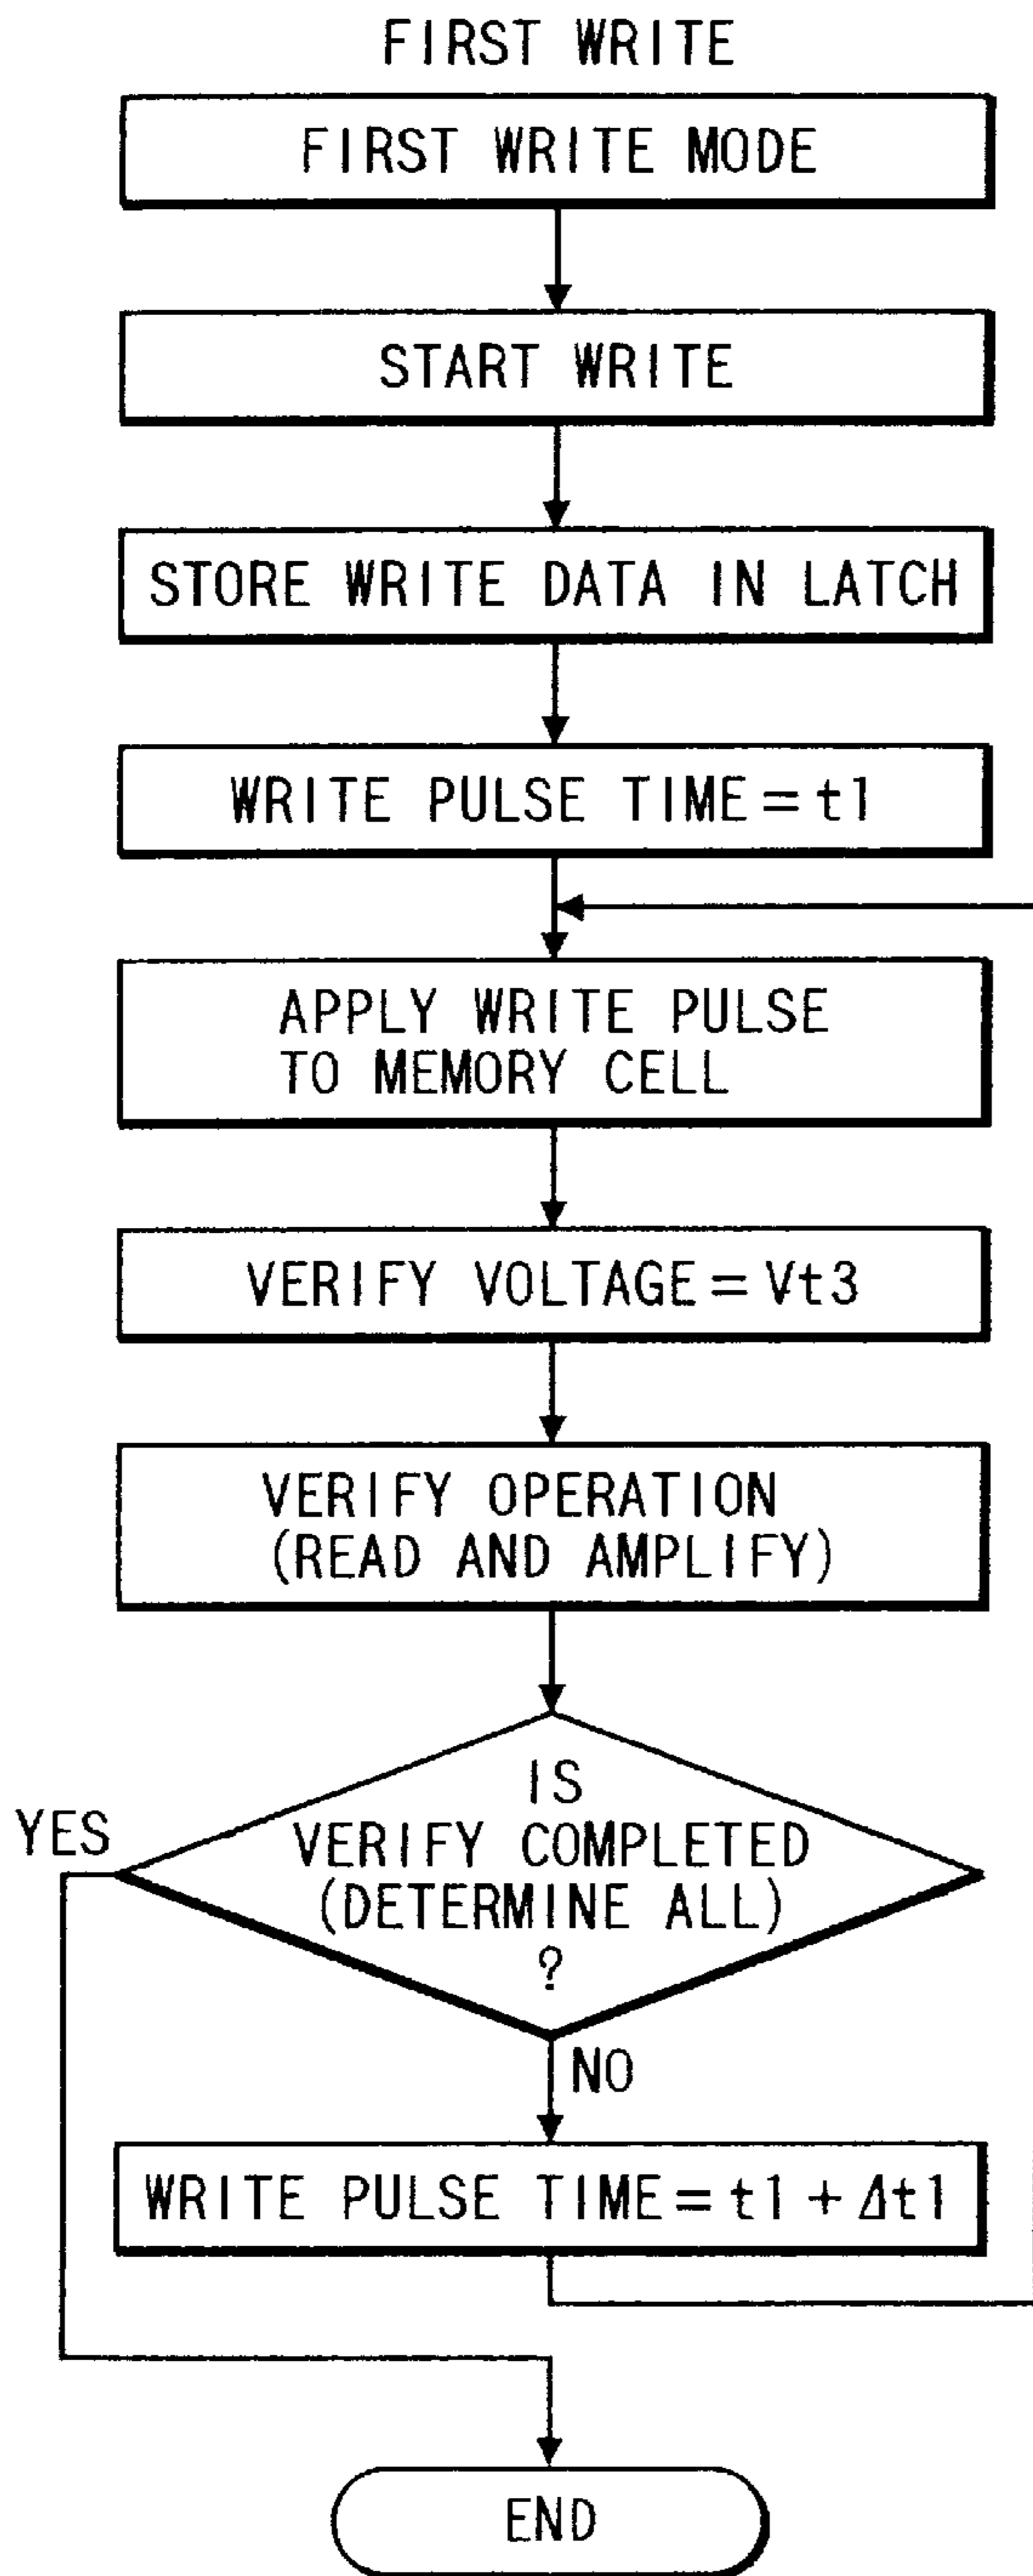 FIRST WRITE
FIRST WRITE MODE
START WRITE
STORE WRITE DATA IN LATCH
WRITE PULSE TIME = t1
APPLY WRITE PULSE
TO MEMORY CELL
VERIFY VOLTAGE = Vt3
VERIFY OPERATION
(READ AND AMPLIFY)
IS
VERIFY COMPLETED
(DETERMINE ALL)
?
YES
NO
WRITE PULSE TIME = t1 + Δt1
END